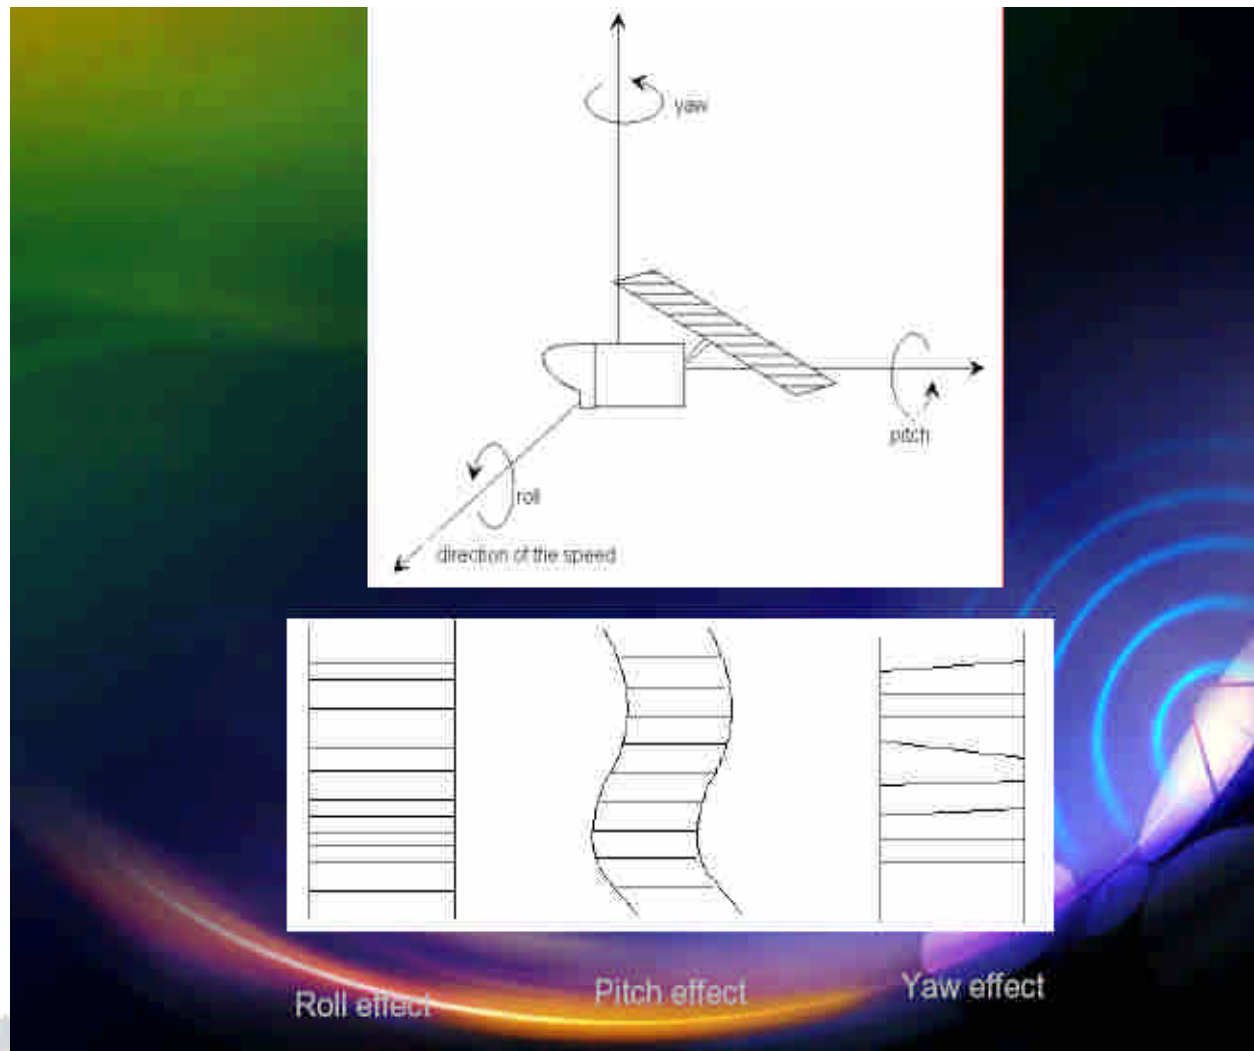 yaw
pitch
roll
direction of the speed
Roll effect
Pitch effect
Yaw effect